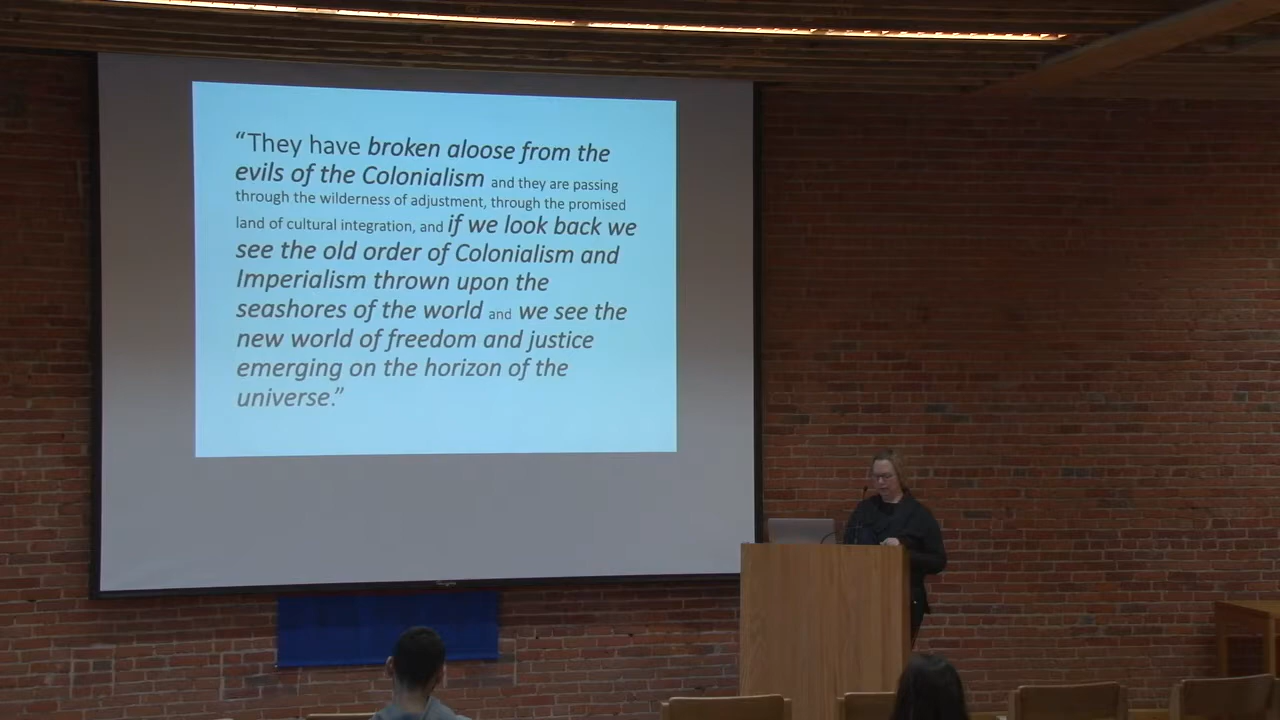 “They have broken aloose from the
evils of the Colonialism and they are passing
through the wilderness of adjustment, through the promised
land of cultural integration, and if we look back we
see the old order of Colonialism and
Imperialism thrown upon the
seashores of the world and we see the
new world of freedom and justice
emerging on the horizon of the
universe.”